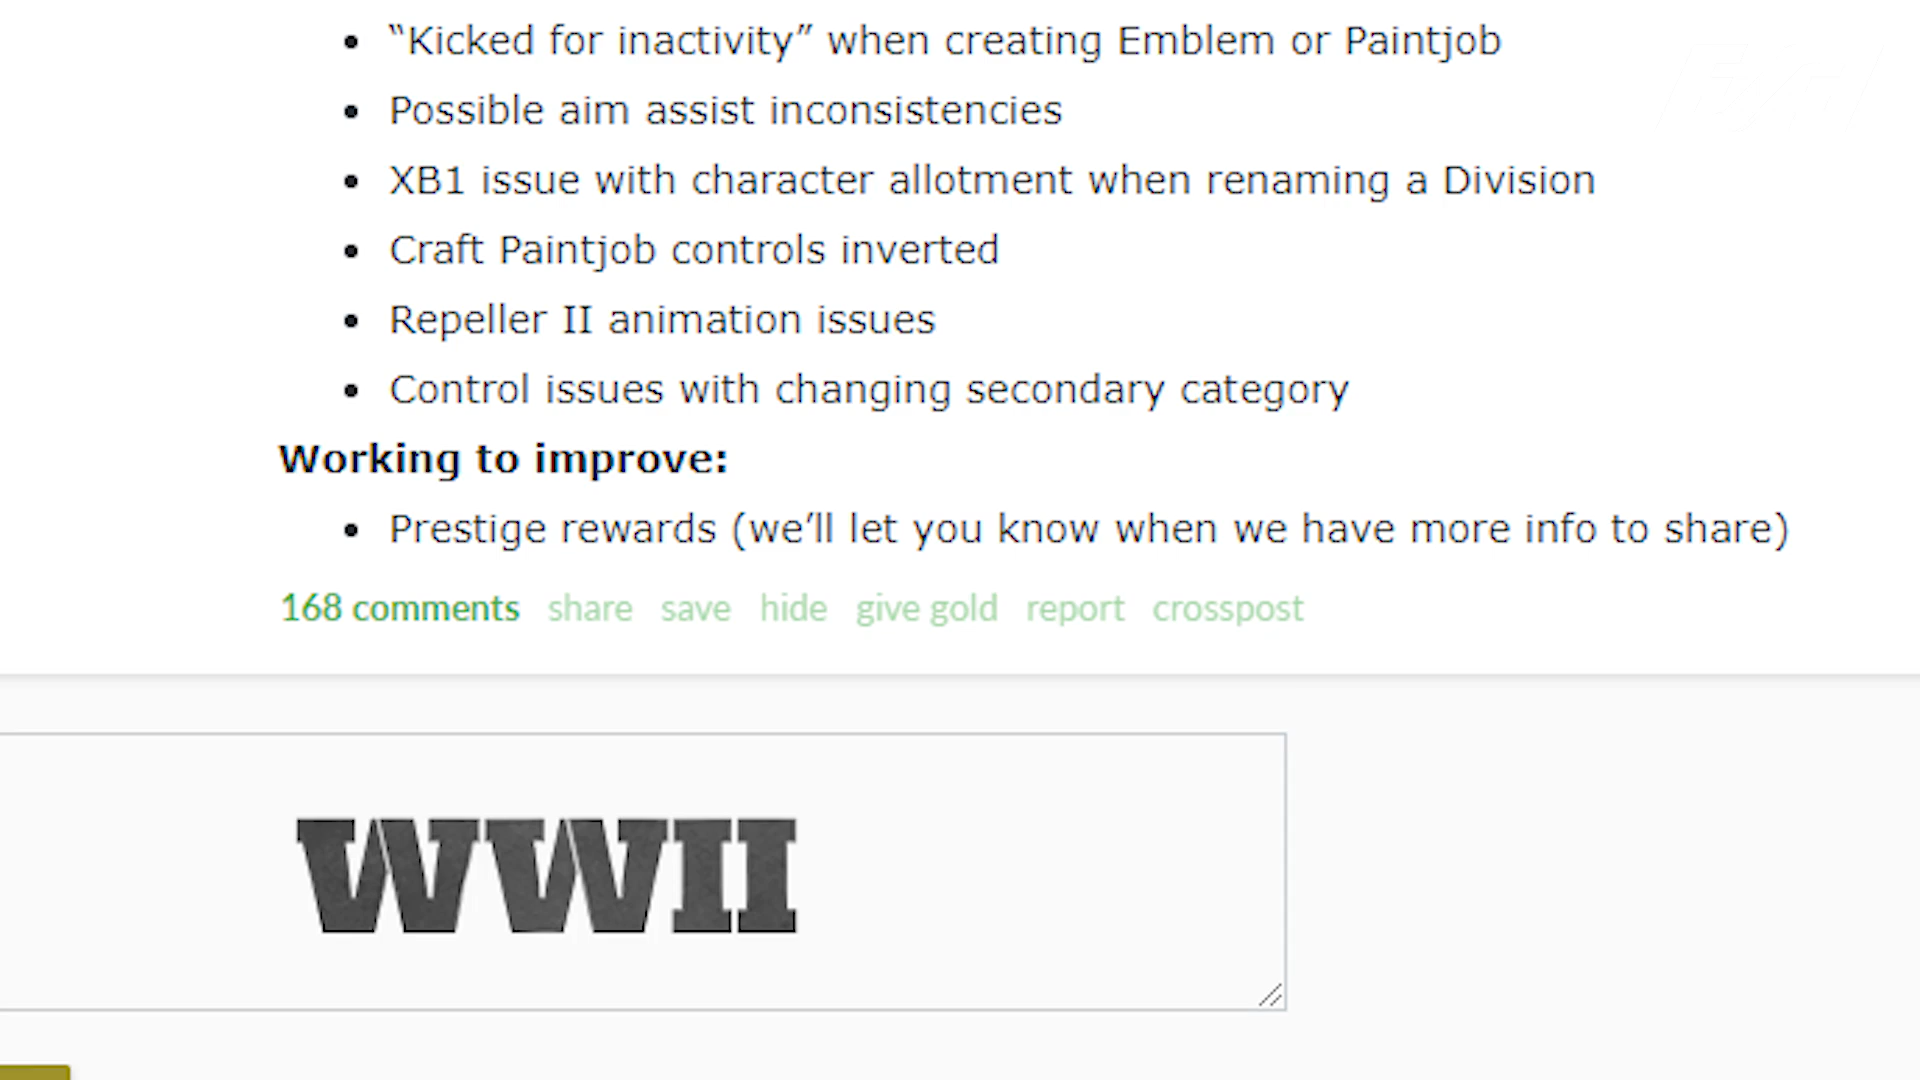 • “Kicked for inactivity” when creating Emblem or Paintjob
• Possible aim assist inconsistencies
• XB1 issue with character allotment when renaming a Division
• Craft Paintjob controls inverted
• Repeller II animation issues
• Control issues with changing secondary category
Working to improve:
• Prestige rewards (we’ll let you know when we have more info to share)
168 comments share save hide give gold report crosspost
WWII